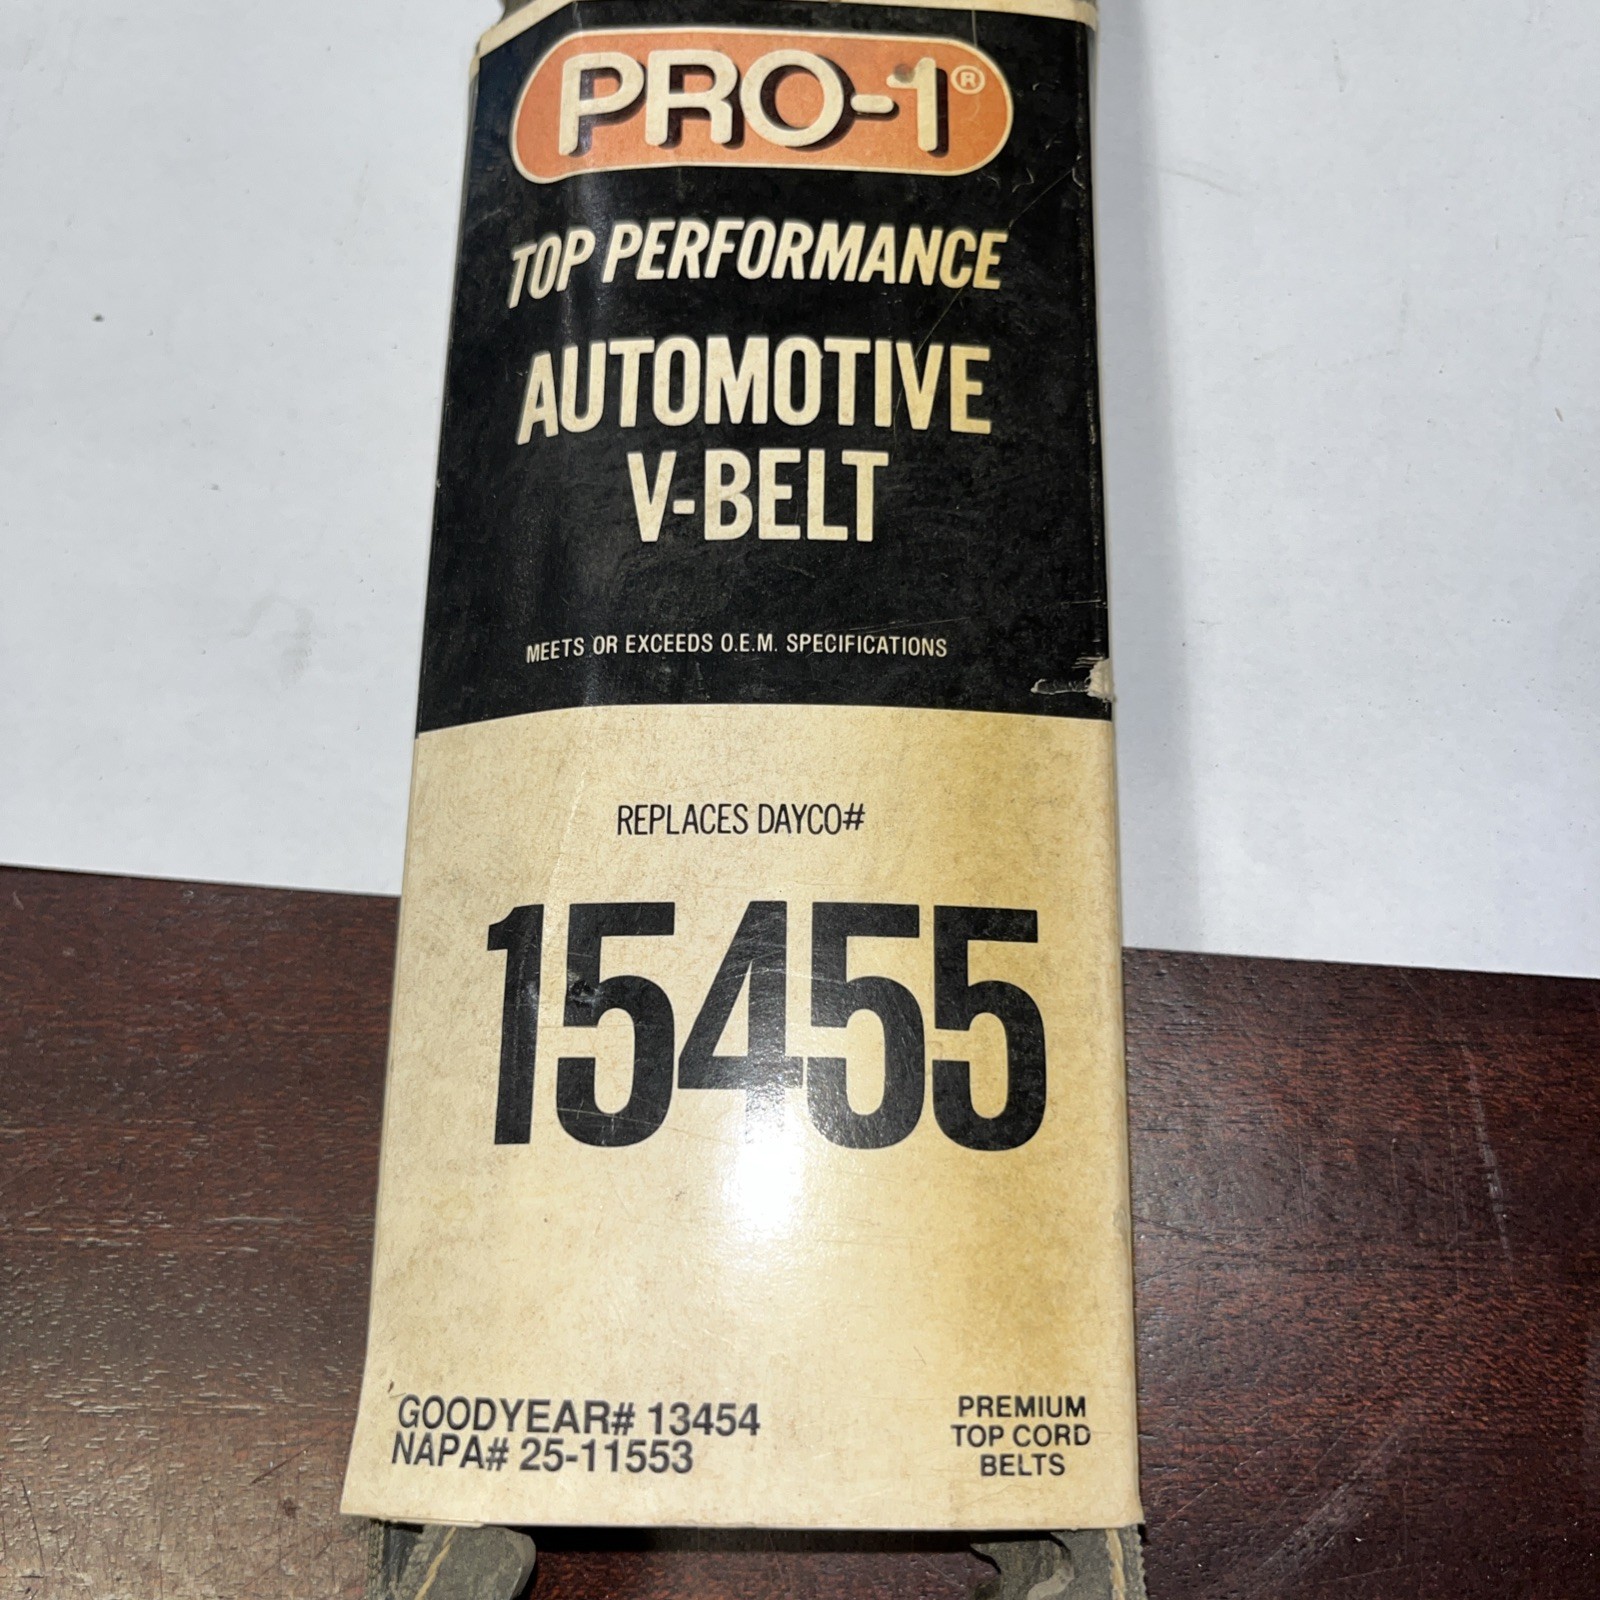 PRO-1®
TOP PERFORMANCE
AUTOMOTIVE
V-BELT
MEETS OR EXCEEDS O.E.M. SPECIFICATIONS
REPLACES DAYCO#
15455
GOODYEAR# 13454
NAPA# 25-11553
PREMIUM
TOP CORD
BELTS